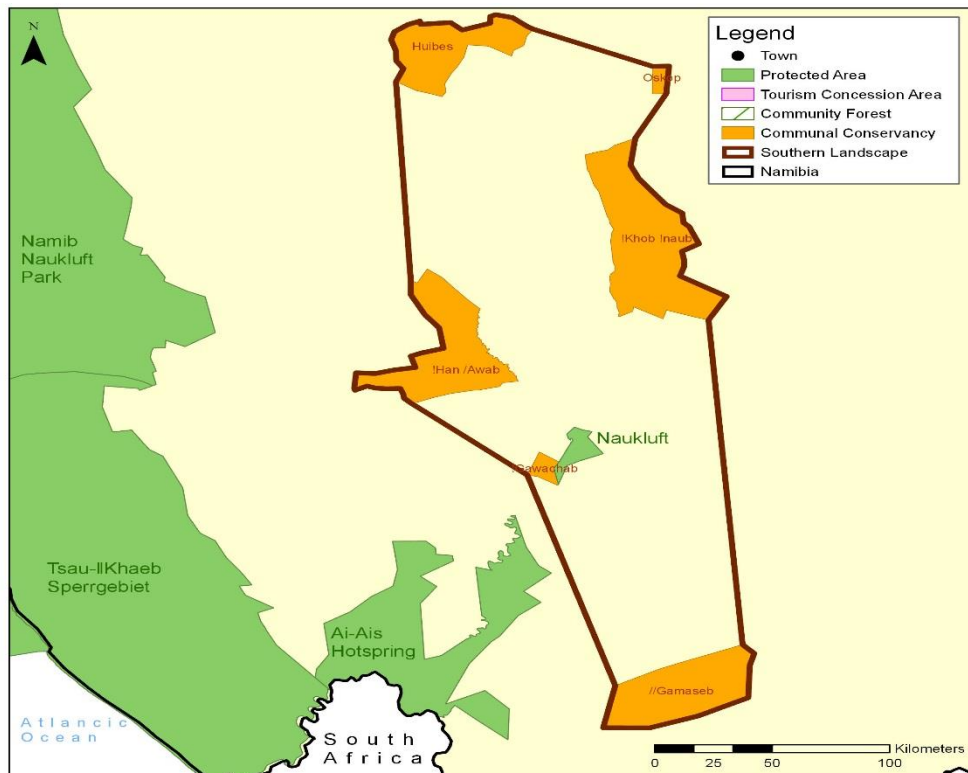 N
Huibes
Oskop
Legend
Town
Protected Area
Tourism Concession Area
Community Forest
Communal Conservancy
Southern Landscape
Namibia
!Khob !naub
Namib
Naukluft
Park
!Han /Awab
Naukluft
!Gawachab
Tsau-llKhaeb
Sperrgebiet
Ai-Ais
Hotspring
//Gamaseb
Atlancic
Ocean
South
Africa
Kilometers
0 25 50 100